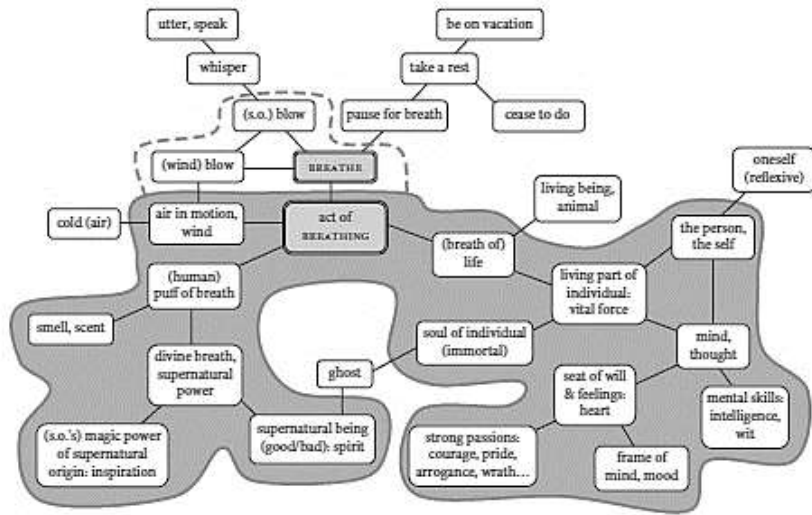 utter, speak
be on vacation
whisper
take a rest
(s.o.) blow
pause for breath
cease to do
(wind) blow
BREATHE
oneself
(reflexive)
living being,
animal
cold (air)
air in motion,
wind
act of
BREATHING
the person,
the self
(breath of)
life
(human)
puff of breath
living part of
individual:
vital force
smell, scent
soul of individual
(immortal)
mind,
thought
divine breath,
supernatural
power
ghost
seat of will
& feelings:
heart
mental skills:
intelligence,
wit
(s.o.'s) magic power
of supernatural
origin: inspiration
supernatural being
(good/bad): spirit
strong passions:
courage, pride,
arrogance, wrath...
frame of
mind, mood